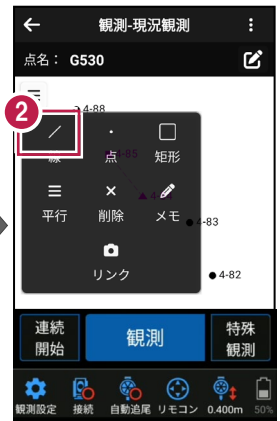 観測-現況観測
点名： G530
4-88
2
線
点
矩形
4-85
平行
削除
メモ
4-83
リンク
4-82
連続
開始
観測
特殊
観測
観測設定 接続 自動追尾 リモコン 0.400m 50%